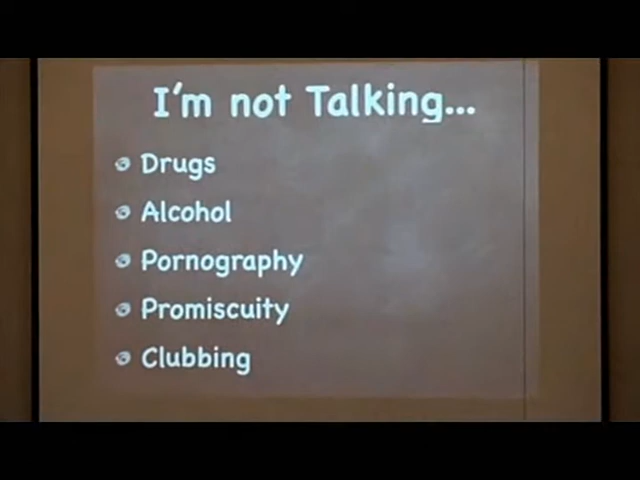 I'm not Talking...
Drugs
Alcohol
Pornography
Promiscuity
Clubbing